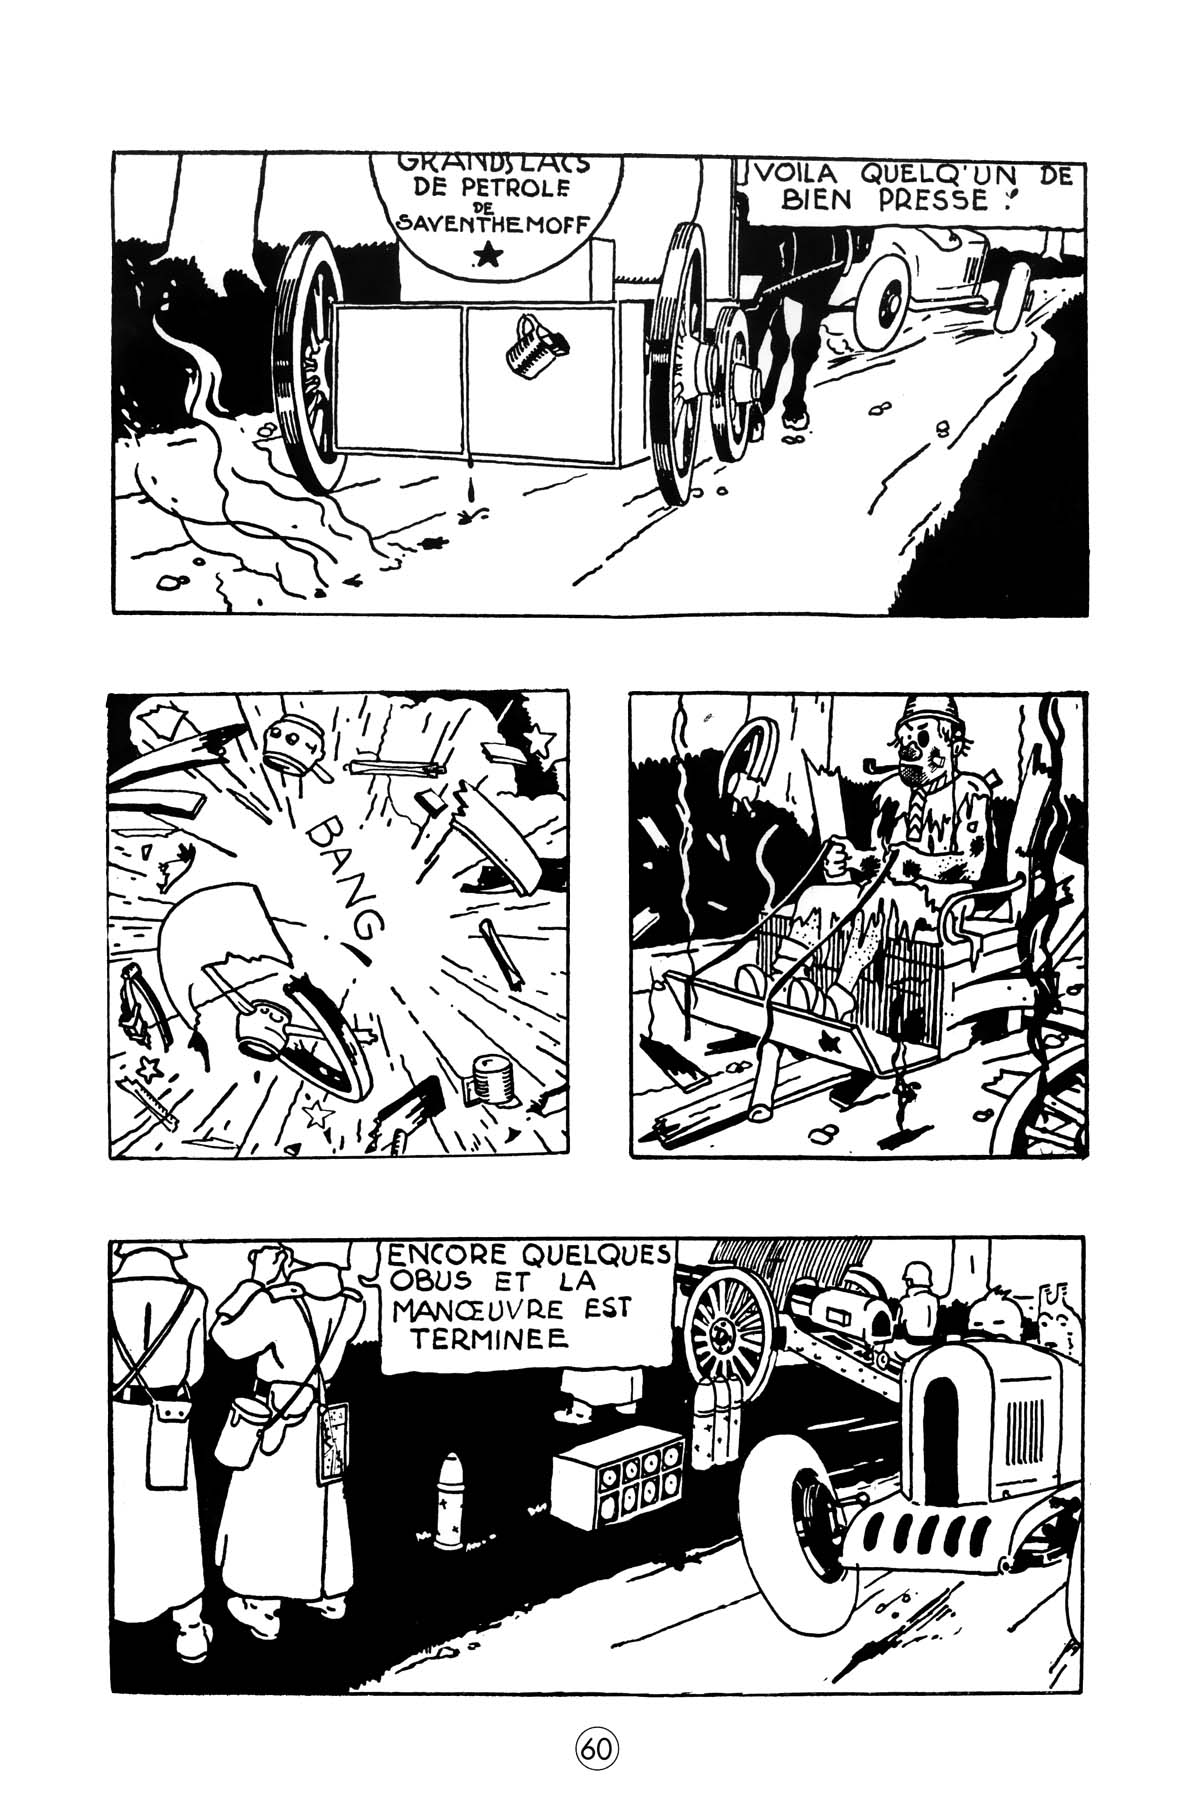 GRANDS LACS
DE PETROLE
DE
SAVENTHEMOFF
VOILA QUELQ'UN DE
BIEN PRESSE!
BANG!
ENCORE QUELQUES
OBUS ET LA
MANŒUVRE EST
TERMINEE
60